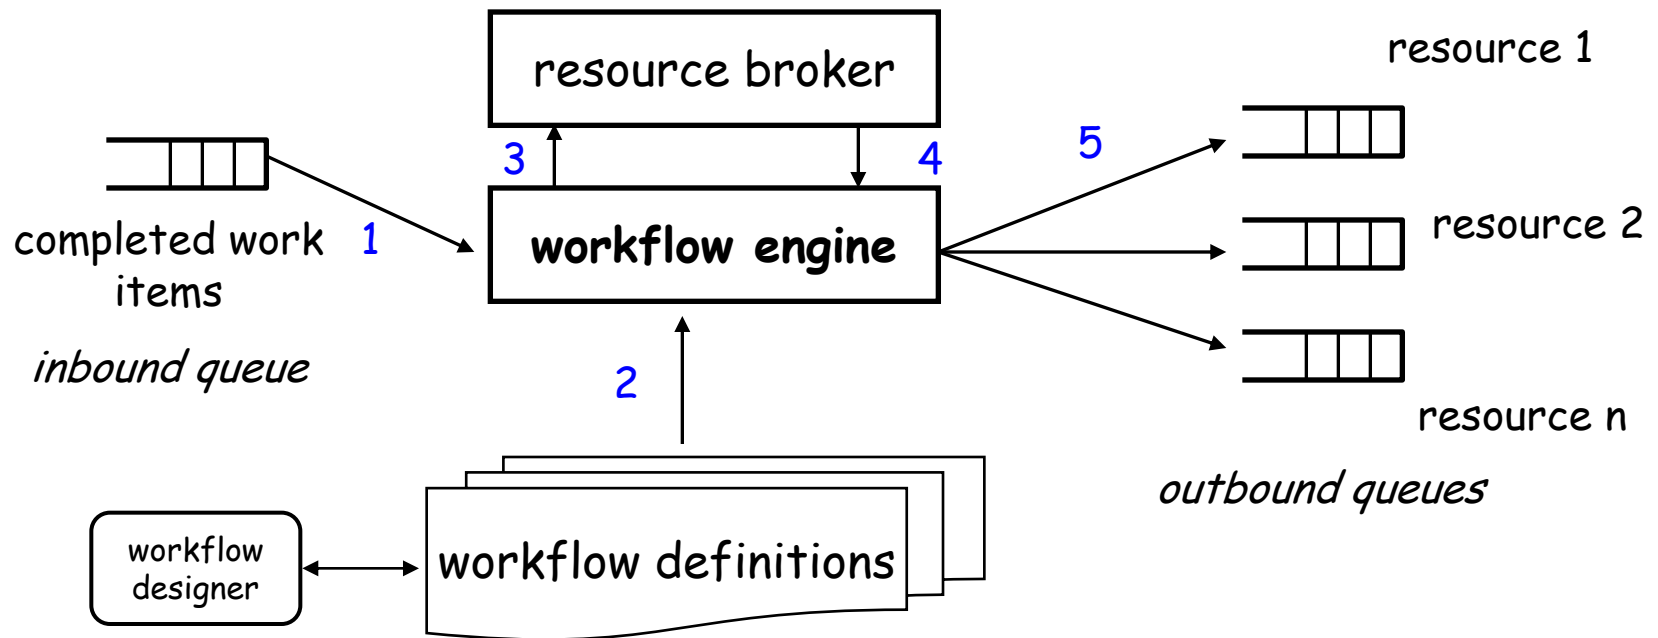 resource broker
resource 1
3
4
5
completed work
items
1
workflow engine
resource 2
inbound queue
2
resource n
outbound queues
workflow
designer
workflow definitions